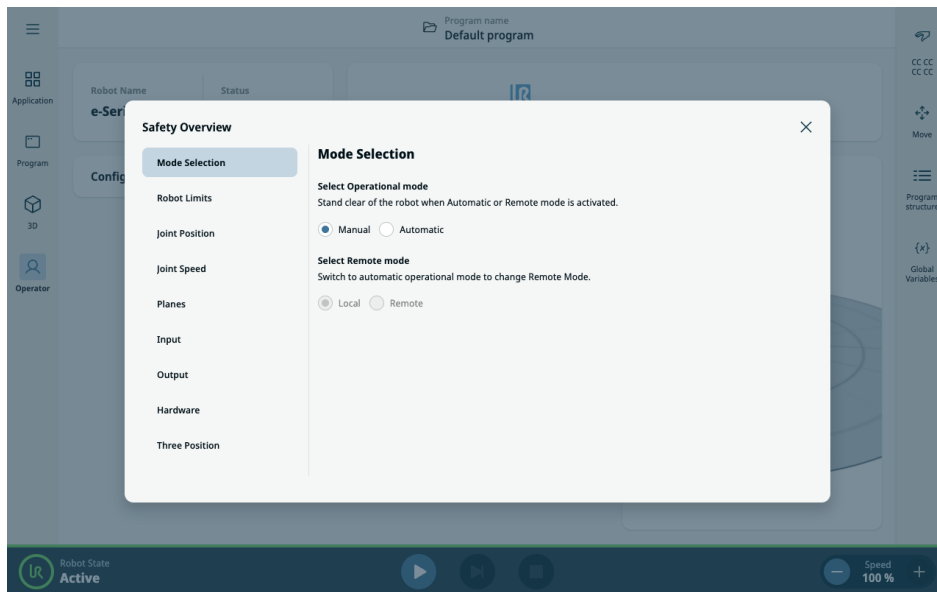 Program name
Default program
Application
Program
3D
Operator
Robot Name
Status
e-Seri
Config
Safety Overview
Mode Selection
Robot Limits
Joint Position
Joint Speed
Planes
Input
Output
Hardware
Three Position
Mode Selection
Select Operational mode
Stand clear of the robot when Automatic or Remote mode is activated.
Manual Automatic
Select Remote mode
Switch to automatic operational mode to change Remote Mode.
Local Remote
CC CC
CC CC
Move
Program
structure
{x}
Global
Variables
Robot State
Active
Speed
100 %